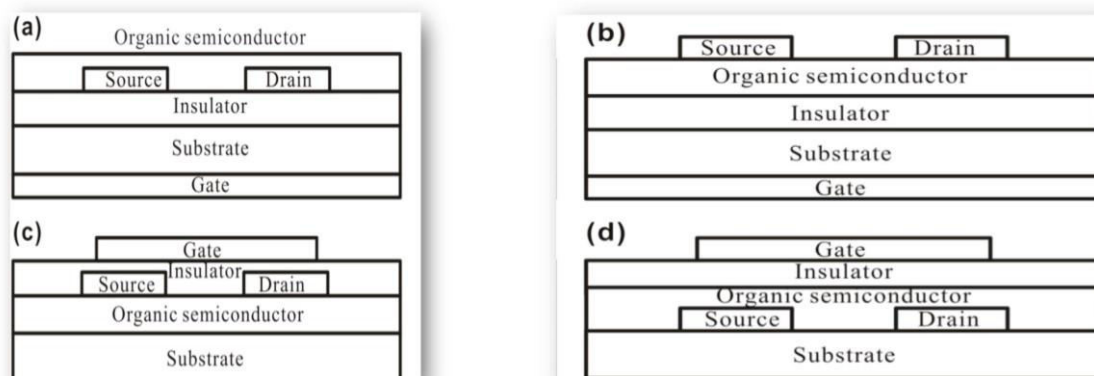 (a)
Organic semiconductor
Source Drain
Insulator
Substrate
Gate
(b)
Source Drain
Organic semiconductor
Insulator
Substrate
Gate
(c)
Gate
Insulator
Source Drain
Organic semiconductor
Substrate
(d)
Gate
Insulator
Organic semiconductor
Source Drain
Substrate